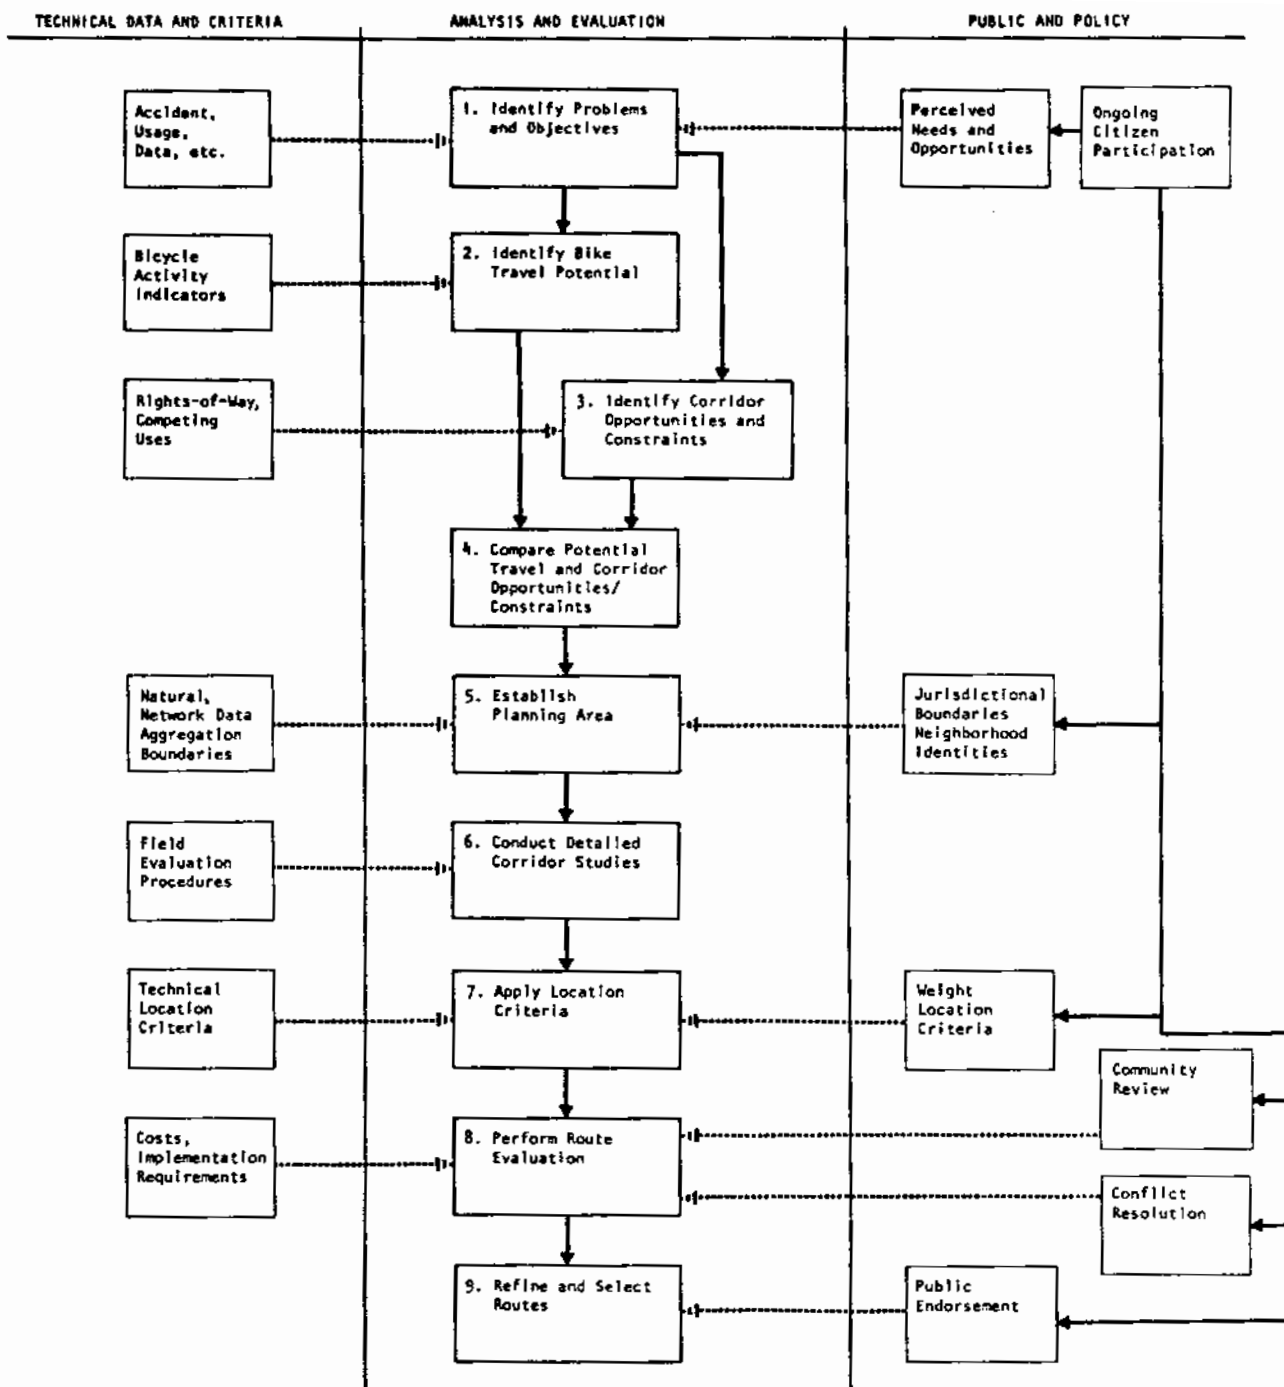 TECHNICAL DATA AND CRITERIA
ANALYSIS AND EVALUATION
PUBLIC AND POLICY
Accident,
Usage,
Data, etc.
1. Identify Problems
and Objectives
Perceived
Needs and
Opportunities
Ongoing
Citizen
Participation
Bicycle
Activity
Indicators
2. Identify Bike
Travel Potential
Rights-of-Way,
Competing
Uses
3. Identify Corridor
Opportunities and
Constraints
4. Compare Potential
Travel and Corridor
Opportunities/
Constraints
Natural,
Network Data
Aggregation
Boundaries
5. Establish
Planning Area
Jurisdictional
Boundaries
Neighborhood
Identities
Field
Evaluation
Procedures
6. Conduct Detailed
Corridor Studies
Technical
Location
Criteria
7. Apply Location
Criteria
Weight
Location
Criteria
Community
Review
Costs,
Implementation
Requirements
8. Perform Route
Evaluation
Conflict
Resolution
9. Refine and Select
Routes
Public
Endorsement